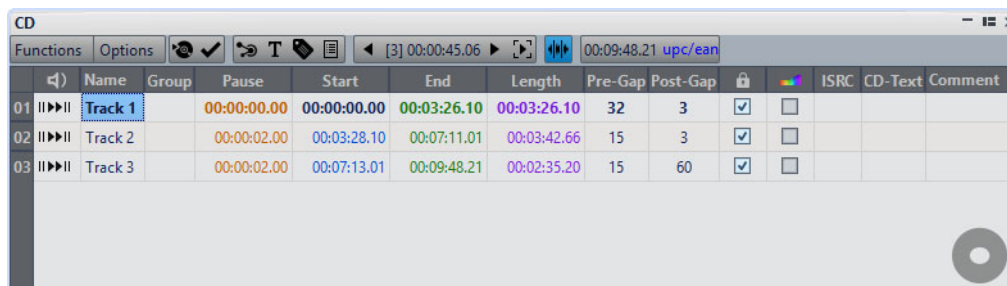 CD
Functions Options T [3] 00:00:45.06 00:09:48.21 upc/ean
Name Group Pause Start End Length Pre-Gap Post-Gap ISRC CD-Text Comment
01 Track 1 00:00:00.00 00:00:00.00 00:03:26.10 00:03:26.10 32 3
02 Track 2 00:00:02.00 00:03:28.10 00:07:11.01 00:03:42.66 15 3
03 Track 3 00:00:02.00 00:07:13.01 00:09:48.21 00:02:35.20 15 60